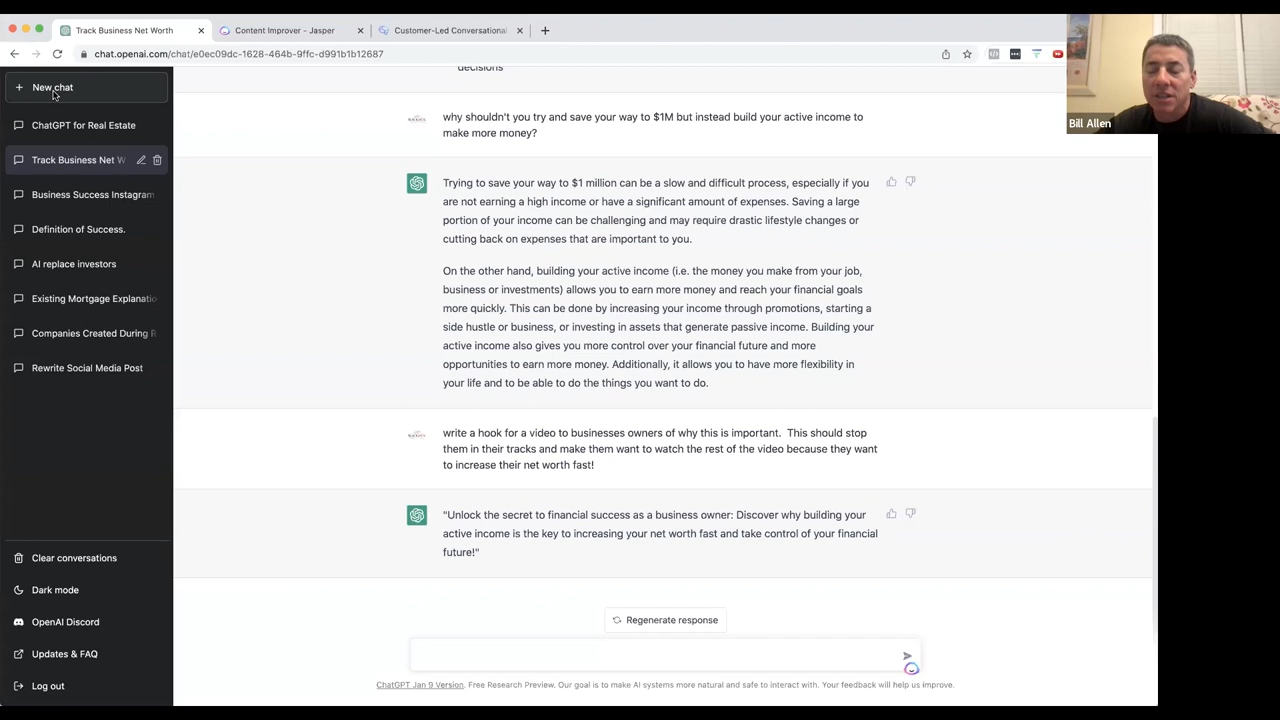 Track Business Net Worth
Content Improver - Jasper
Customer-Led Conversational
chat.openai.com/chat/e0ec09dc-1628-464b-9ffc-d991b1b12687
Bill Allen
New chat
ChatGPT for Real Estate
Track Business Net W
Business Success Instagram
Definition of Success.
AI replace investors
Existing Mortgage Explanatio
Companies Created During R
Rewrite Social Media Post
Clear conversations
Dark mode
OpenAI Discord
Updates & FAQ
Log out
decisions
why shouldn't you try and save your way to $1M but instead build your active income to
make more money?
Trying to save your way to $1 million can be a slow and difficult process, especially if you
are not earning a high income or have a significant amount of expenses. Saving a large
portion of your income can be challenging and may require drastic lifestyle changes or
cutting back on expenses that are important to you.
On the other hand, building your active income (i.e. the money you make from your job,
business or investments) allows you to earn more money and reach your financial goals
more quickly. This can be done by increasing your income through promotions, starting a
side hustle or business, or investing in assets that generate passive income. Building your
active income also gives you more control over your financial future and more
opportunities to earn more money. Additionally, it allows you to have more flexibility in
your life and to be able to do the things you want to do.
write a hook for a video to businesses owners of why this is important.  This should stop
them in their tracks and make them want to watch the rest of the video because they want
to increase their net worth fast!
"Unlock the secret to financial success as a business owner: Discover why building your
active income is the key to increasing your net worth fast and take control of your financial
future!"
Regenerate response
ChatGPT Jan 9 Version. Free Research Preview. Our goal is to make AI systems more natural and safe to interact with. Your feedback will help us improve.